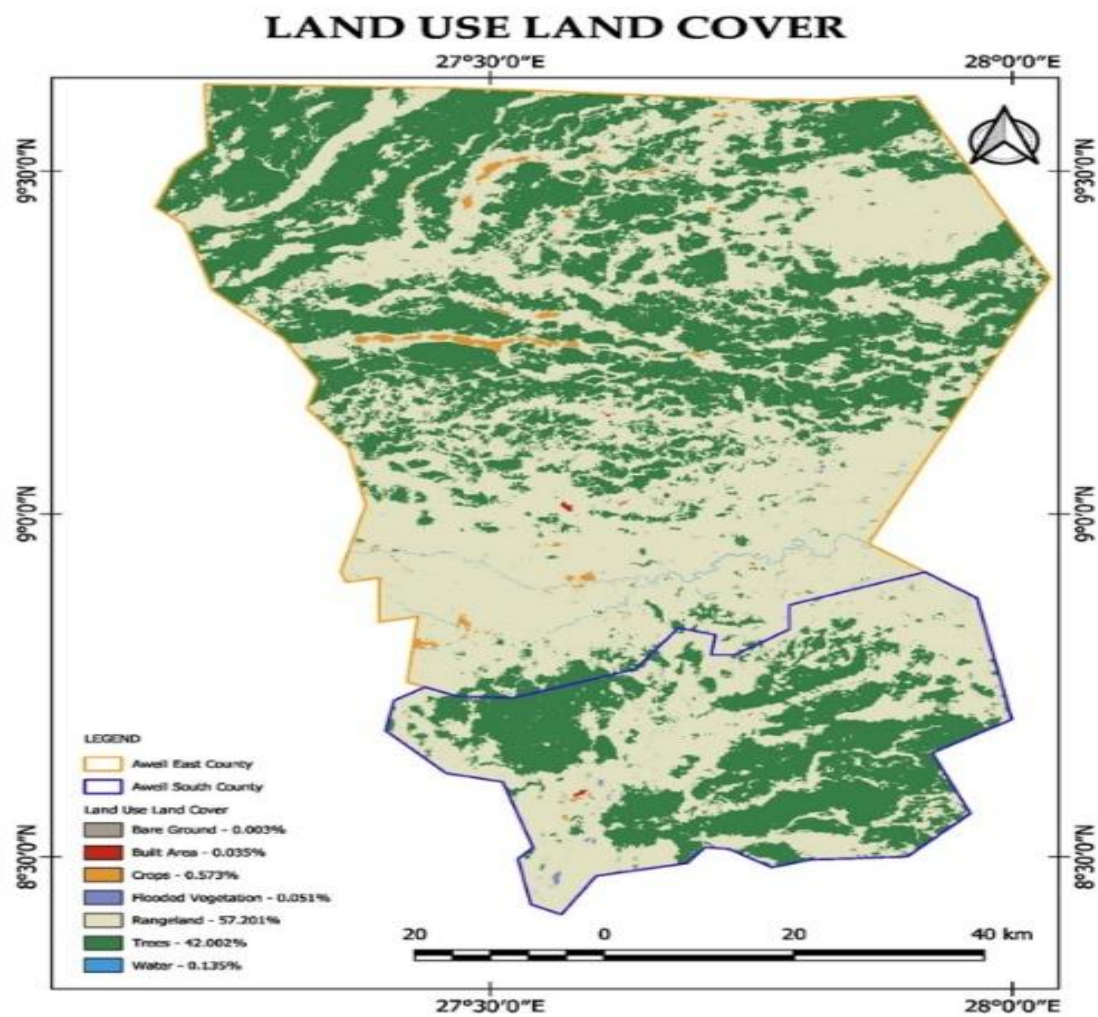 LAND USE LAND COVER
27°30'0"E 28°0'0"E
9°30'0"N 9°30'0"N
9°0'0"N 9°0'0"N
8°30'0"N 8°30'0"N
LEGEND
Aweil East County
Aweil South County
Land Use Land Cover
Bare Ground - 0.003%
Built Area - 0.035%
Crops - 0.573%
Flooded Vegetation - 0.051%
Rangeland - 57.201%
Trees - 42.002%
Water - 0.135%
20 0 20 40 km
27°30'0"E 28°0'0"E